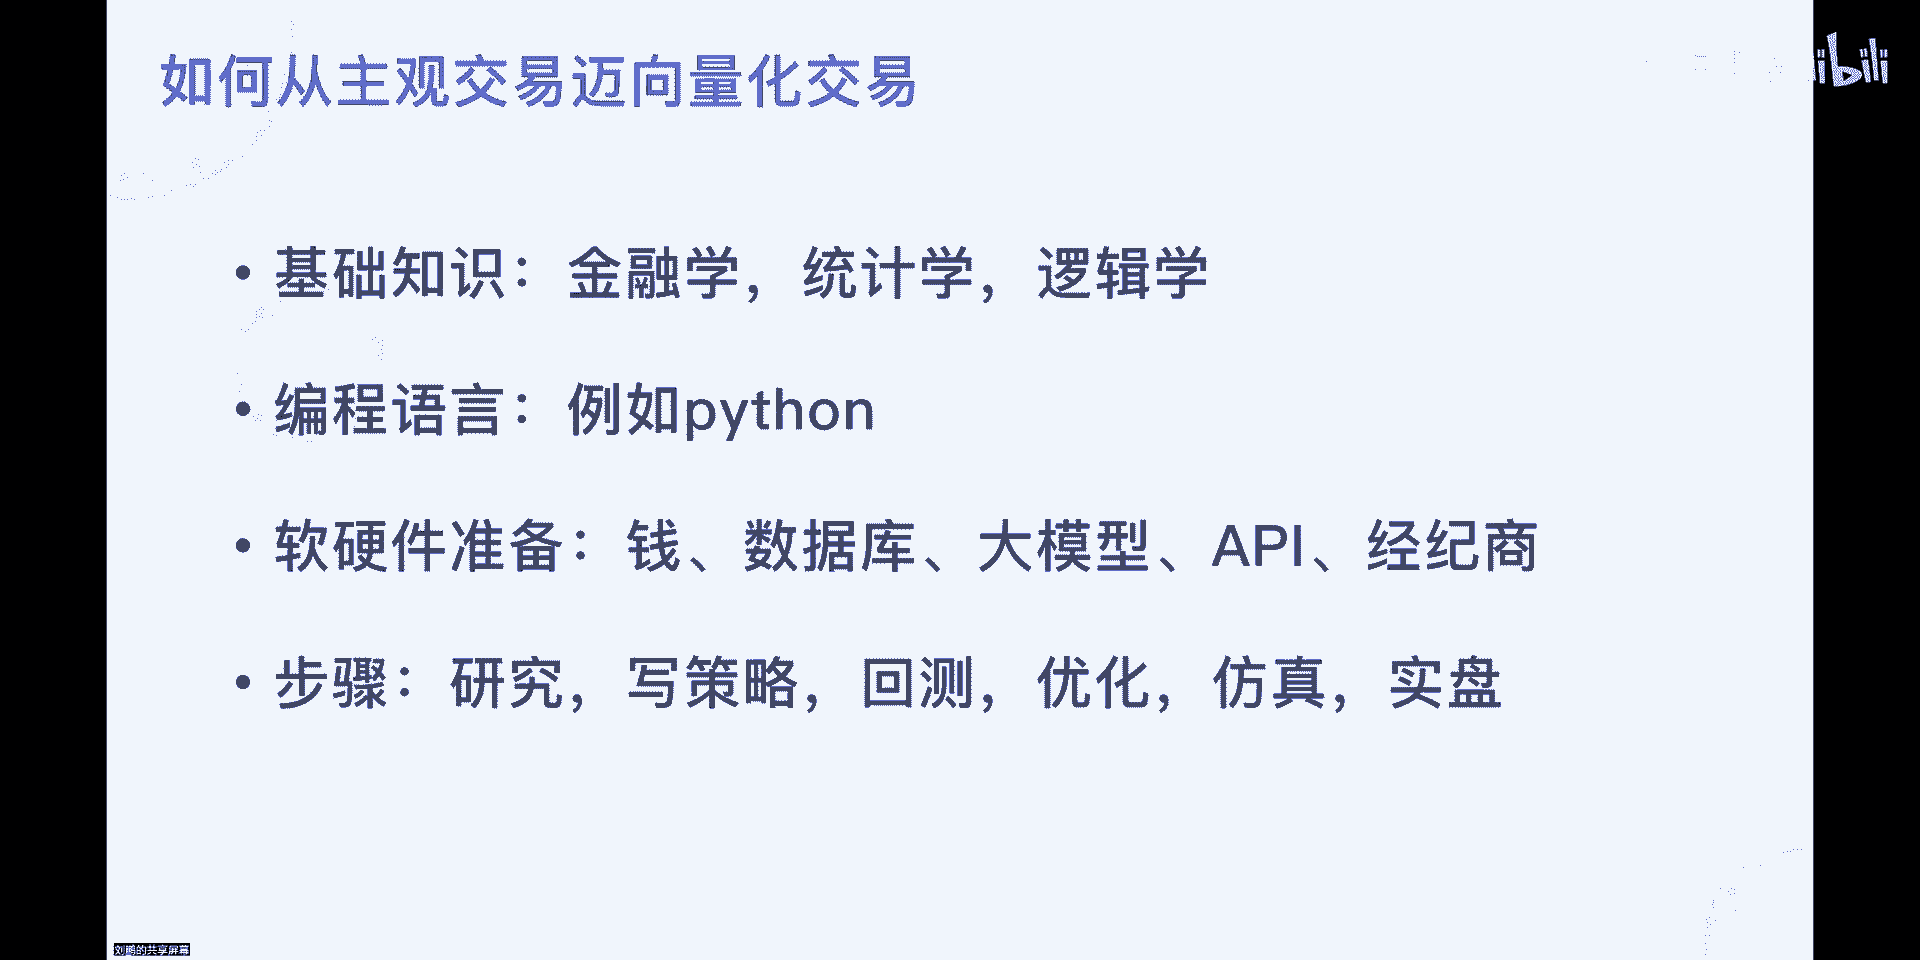 如何从主观交易迈向量化交易
bilibili
• 基础知识：金融学，统计学，逻辑学
• 编程语言：例如python
• 软硬件准备：钱、数据库、大模型、API、经纪商
• 步骤：研究，写策略，回测，优化，仿真，实盘
刘鹏的共享屏幕